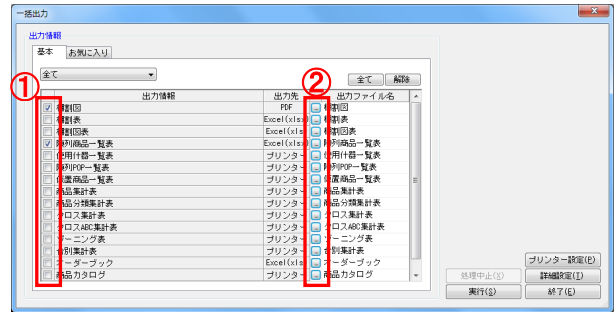 一括出力
出力情報
基本 お気に入り
全て
全て 解除
① ②
出力情報 出力先 出力ファイル名
棚割図 PDF ... 棚割図
棚割表 Excel(xlsx) ... 棚割表
棚割図表 Excel(xls ... 棚割図表
陳列商品一覧表 Excel(xlsx) ... 陳列商品一覧表
使用什器一覧表 プリンター ... 使用什器一覧表
陳列POP一覧表 プリンター ... 陳列POP一覧表
位置商品一覧表 プリンター ... 位置商品一覧表
商品集計表 プリンター ... 商品集計表
商品分類集計表 プリンター ... 商品分類集計表
クロス集計表 プリンター ... クロス集計表
クロスABC集計表 プリンター ... クロスABC集計表
ゾーニング表 プリンター ... ゾーニング表
台別集計表 プリンター ... 台別集計表
オーダーブック Excel(xls ... オーダーブック
商品カタログ プリンター ... 商品カタログ
プリンター設定(P)
処理中止(X) 詳細設定(I)
実行(S) 終了(E)